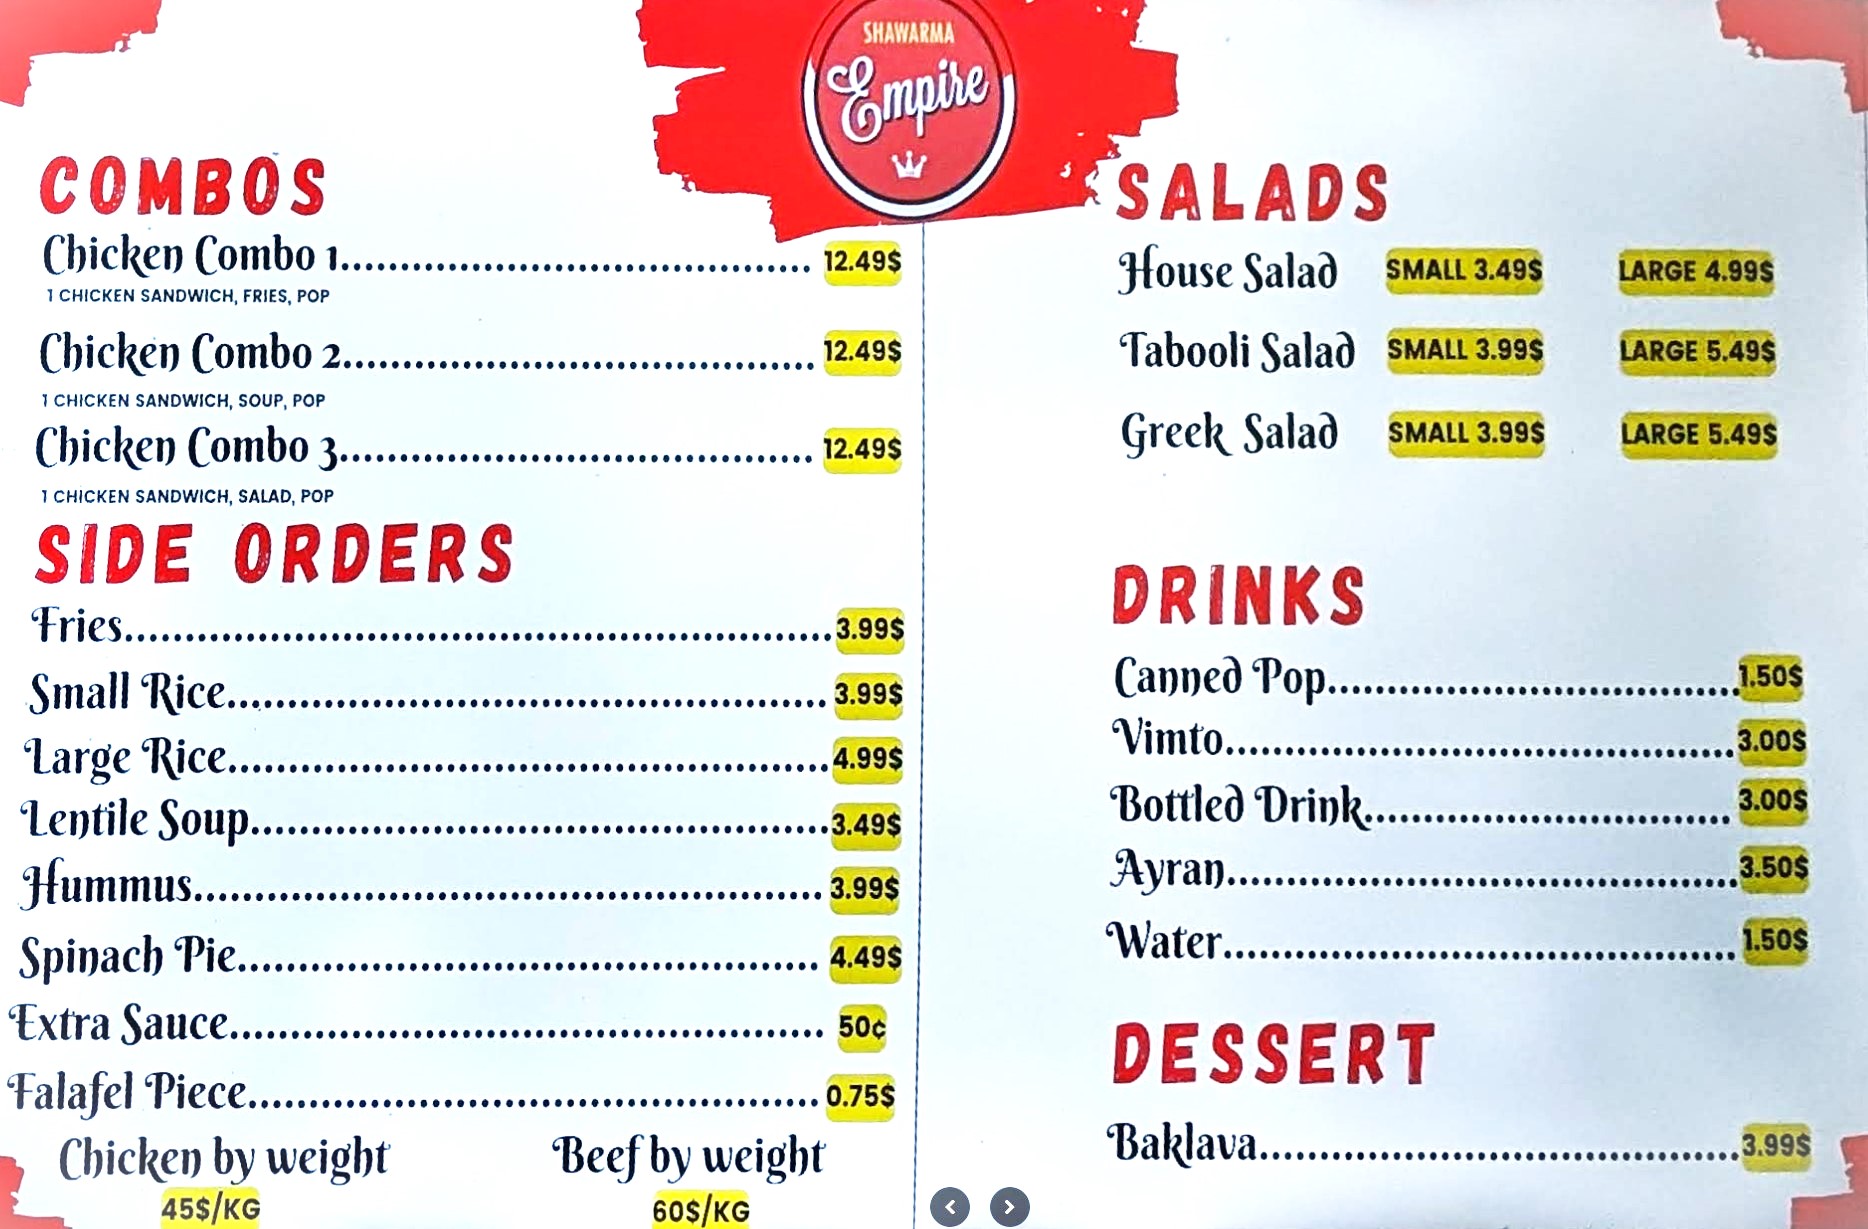 SHAWARMA
Empire
COMBOS
Chicken Combo 1........................................ 12.49$
1 CHICKEN SANDWICH, FRIES, POP
Chicken Combo 2........................................ 12.49$
1 CHICKEN SANDWICH, SOUP, POP
Chicken Combo 3........................................ 12.49$
1 CHICKEN SANDWICH, SALAD, POP
SIDE ORDERS
Fries............................................................ 3.99$
Small Rice.................................................. 3.99$
Large Rice.................................................. 4.99$
Lentile Soup................................................ 3.49$
Hummus..................................................... 3.99$
Spinach Pie................................................. 4.49$
Extra Sauce.................................................. 50¢
Falafel Piece................................................ 0.75$
Chicken by weight Beef by weight
45$/KG 60$/KG
SALADS
House Salad SMALL 3.49$ LARGE 4.99$
Tabooli Salad SMALL 3.99$ LARGE 5.49$
Greek Salad SMALL 3.99$ LARGE 5.49$
DRINKS
Canned Pop................................... 1.50$
Vimto........................................... 3.00$
Bottled Drink............................... 3.00$
Ayran........................................... 3.50$
Water........................................... 1.50$
DESSERT
Baklava........................................ 3.99$